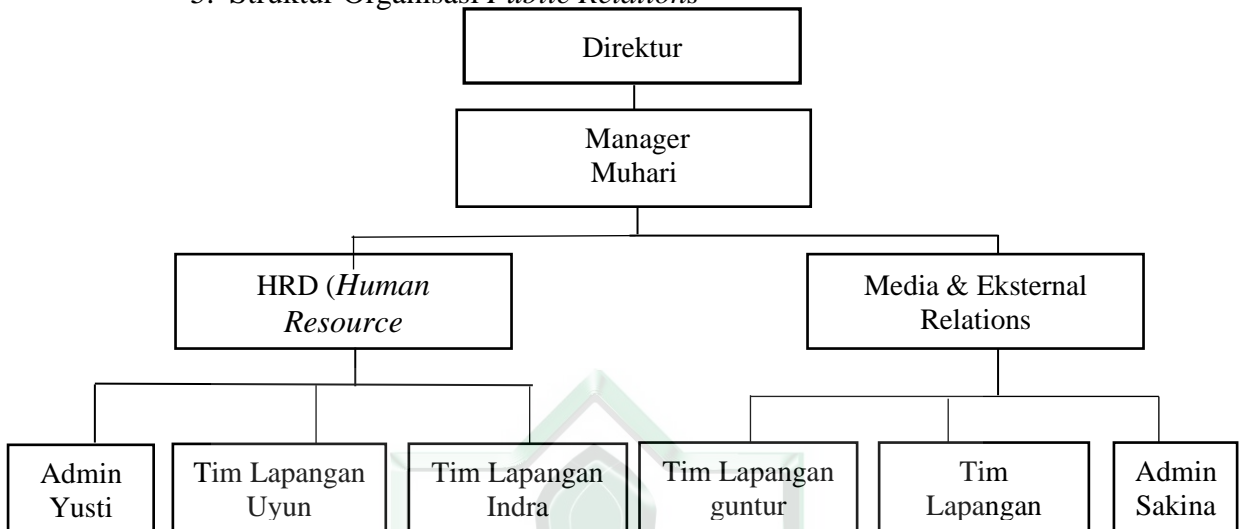 3. Struktur Organisasi Public Relations
Direktur
Manager
Muhari
HRD (Human
Resource
Media & Eksternal
Relations
Admin
Yusti
Tim Lapangan
Uyun
Tim Lapangan
Indra
Tim Lapangan
guntur
Tim
Lapangan
Admin
Sakina